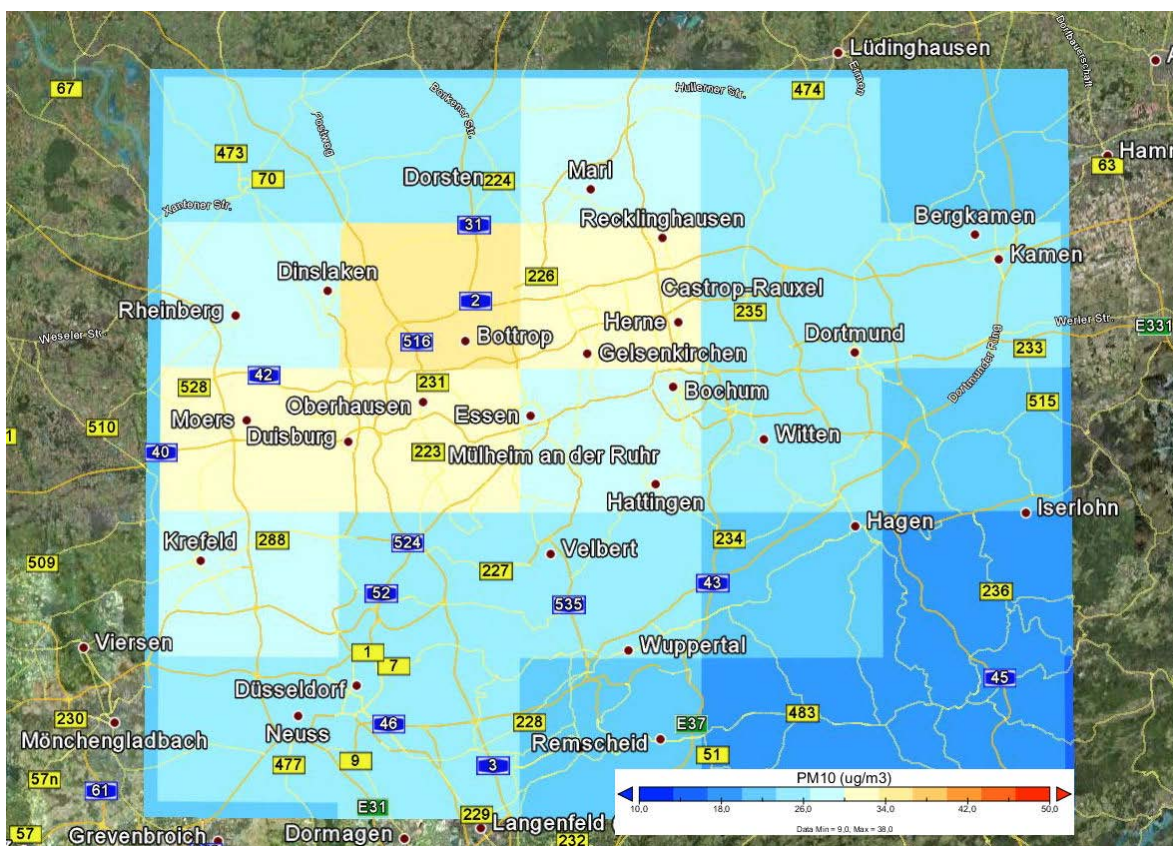 Lüdinghausen
67
Borkener Str.
Hullerner Str.
474
Postweg
473
70
Dorsten
224
Marl
Hamm
63
Xantener Str.
31
Recklinghausen
Bergkamen
Kamen
Dinslaken
226
2
Castrop-Rauxel
235
Rheinberg
Herne
Werler Str.
E331
Weseler Str.
516
Bottrop
Gelsenkirchen
Dortmund
233
Dortmunder Ring
528
42
231
Bochum
Moers
Oberhausen
Essen
515
510
Duisburg
Witten
40
223
Mülheim an der Ruhr
Hattingen
Hagen
Iserlohn
Krefeld
288
524
234
509
Velbert
227
52
535
43
236
Viersen
1
7
Wuppertal
45
Düsseldorf
230
Neuss
46
228
E37
483
Mönchengladbach
Remscheid
477
9
3
51
57n
61
E31
229
57
Grevenbroich
Dormagen
Langenfeld (
232
PM10 (ug/m3)
10,0 18,0 26,0 34,0 42,0 50,0
Data Min = 9,0, Max = 38,0